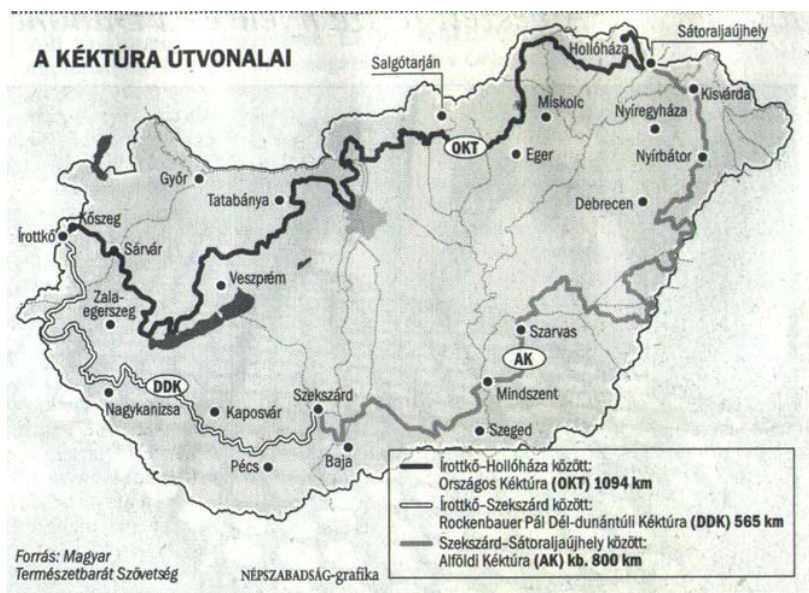 A KÉKTÚRA ÚTVONALAI
Hollóháza
Sátoraljaújhely
Salgótarján
Kisvárda
Miskolc
Nyíregyháza
OKT
Eger
Nyírbátor
Győr
Tatabánya
Debrecen
Kőszeg
Írottkő
Sárvár
Veszprém
Zala-
egerszeg
Szarvas
AK
DDK
Szekszárd
Mindszent
Nagykanizsa
Kaposvár
Szeged
Baja
Pécs
Írottkő–Hollóháza között:
Országos Kéktúra (OKT) 1094 km
Írottkő–Szekszárd között:
Rockenbauer Pál Dél-dunántúli Kéktúra (DDK) 565 km
Szekszárd–Sátoraljaújhely között:
Alföldi Kéktúra (AK) kb. 800 km
Forrás: Magyar
Természetbarát Szövetség
NÉPSZABADSÁG-grafika